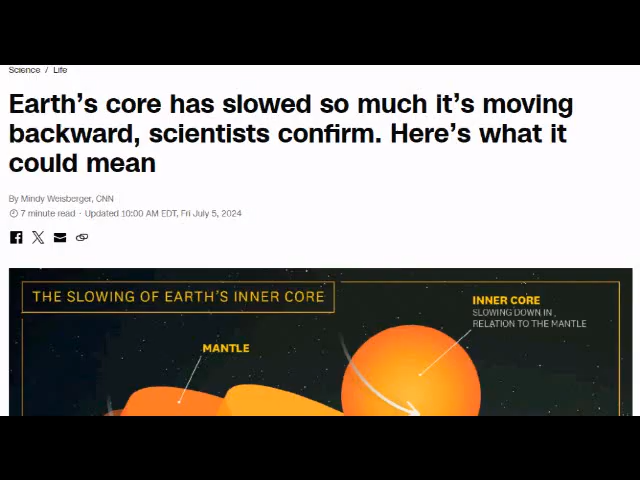 Science / Life
Earth's core has slowed so much it's moving
backward, scientists confirm. Here's what it
could mean
By Mindy Weisberger, CNN
7 minute read · Updated 10:00 AM EDT, Fri July 5, 2024
THE SLOWING OF EARTH'S INNER CORE
INNER CORE
SLOWING DOWN IN
RELATION TO THE MANTLE
MANTLE